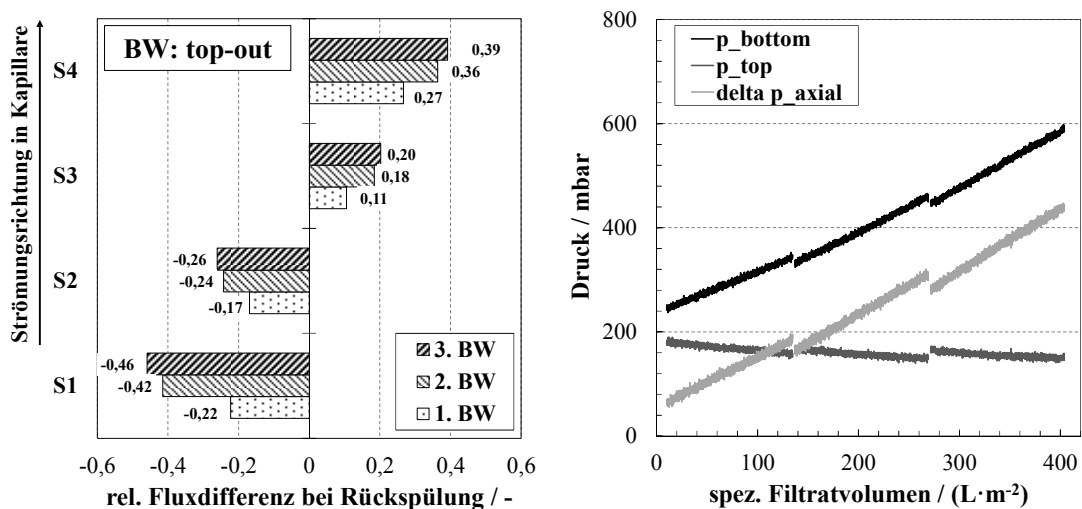 Strömungsrichtung in Kapillare
BW: top-out
S4
0,39
0,36
0,27
S3
0,20
0,18
0,11
S2
-0,26
-0,24
-0,17
S1
-0,46
-0,42
-0,22
3. BW
2. BW
1. BW
-0,6 -0,4 -0,2 0 0,2 0,4 0,6
rel. Fluxdifferenz bei Rückspülung / -
Druck / mbar
800
600
400
200
0
p_bottom
p_top
delta p_axial
0 100 200 300 400
spez. Filtratvolumen / (L·m⁻²)